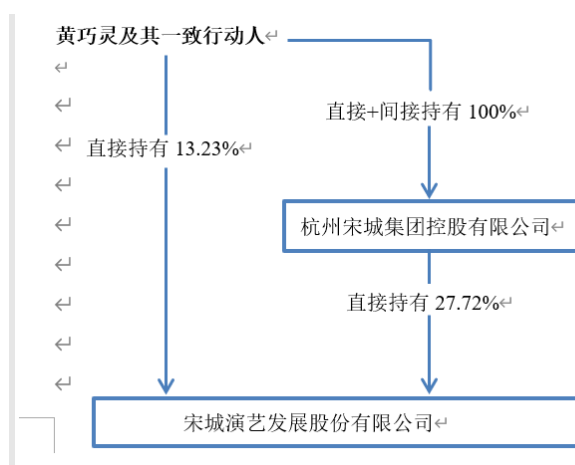 黄巧灵及其一致行动人
直接+间接持有 100%
直接持有 13.23%
杭州宋城集团控股有限公司
直接持有 27.72%
宋城演艺发展股份有限公司